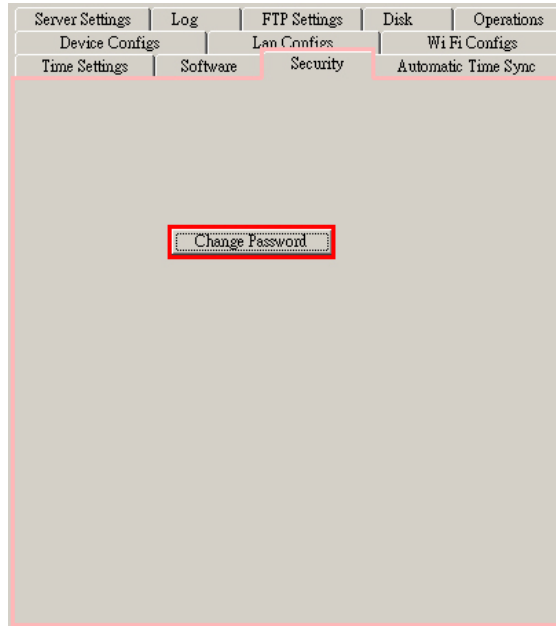 Server Settings Log FTP Settings Disk Operations
Device Configs Lan Configs Wi Fi Configs
Time Settings Software Security Automatic Time Sync
Change Password